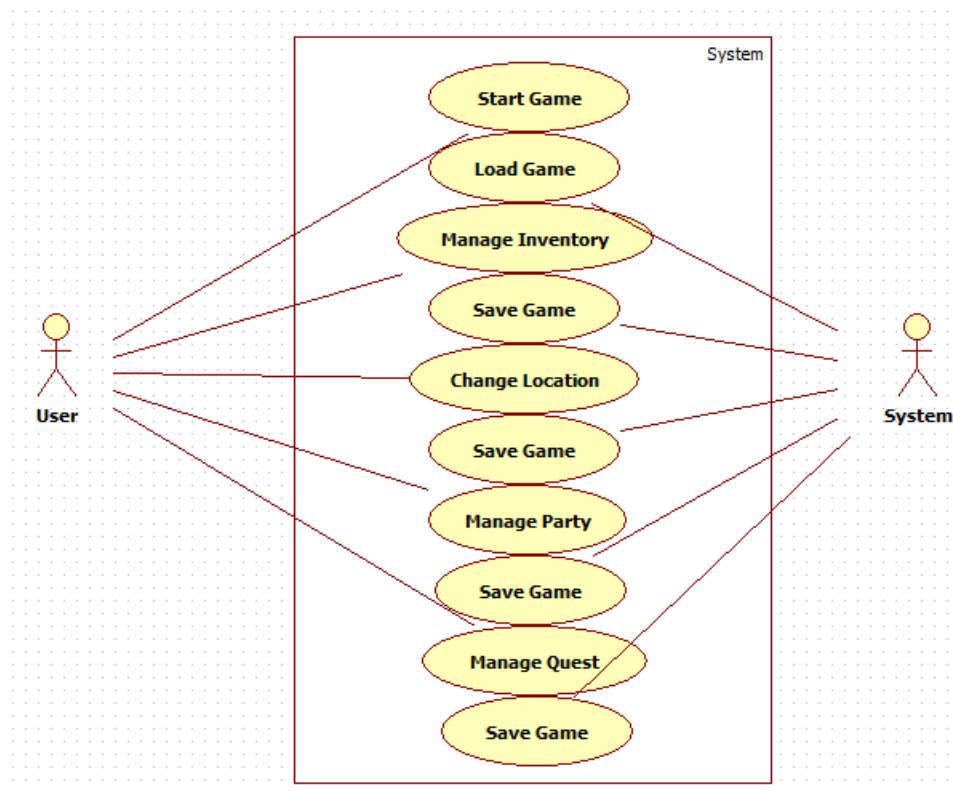 System
Start Game
Load Game
Manage Inventory
Save Game
Change Location
Save Game
Manage Party
Save Game
Manage Quest
Save Game
User
System